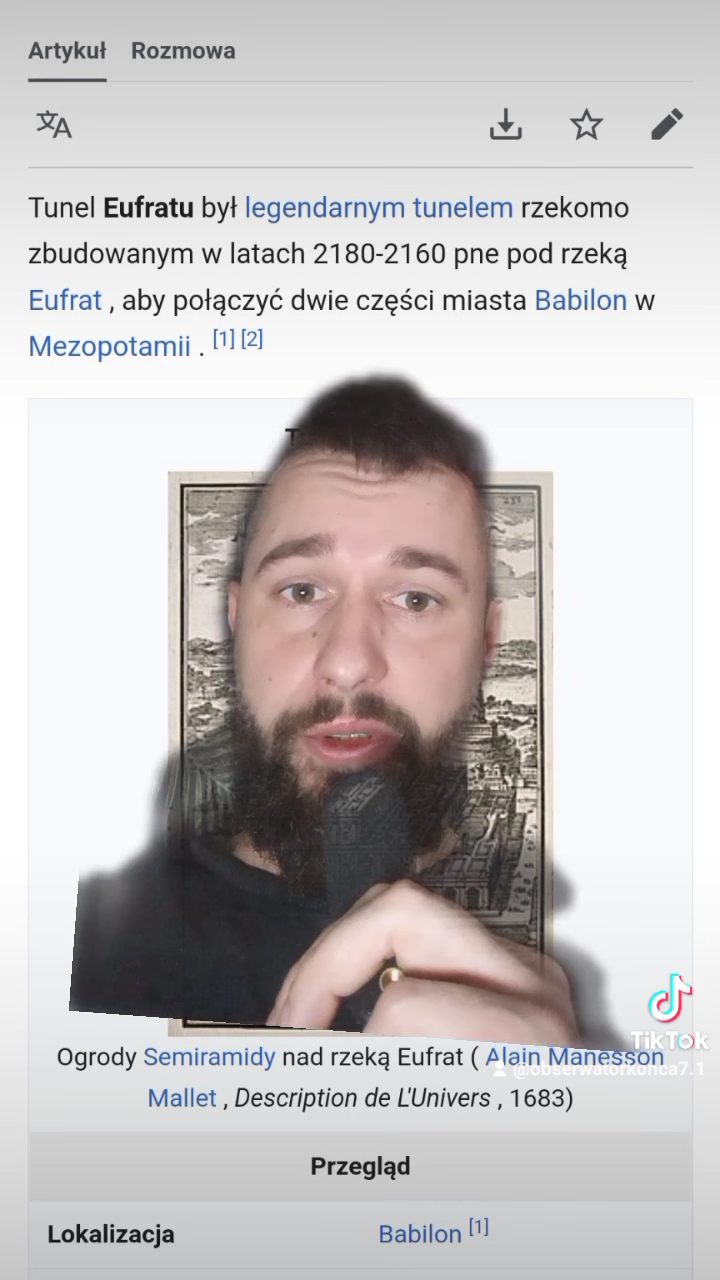 Artykuł Rozmowa
Tunel Eufratu był legendarnym tunelem rzekomo
zbudowanym w latach 2180-2160 pne pod rzeką
Eufrat , aby połączyć dwie części miasta Babilon w
Mezopotamii . [1] [2]
TikTok
Ogrody Semiramidy nad rzeką Eufrat ( Alain Manesson
@obserwatorkonca7.1
Mallet , Description de L'Univers , 1683)
Przegląd
Lokalizacja Babilon [1]